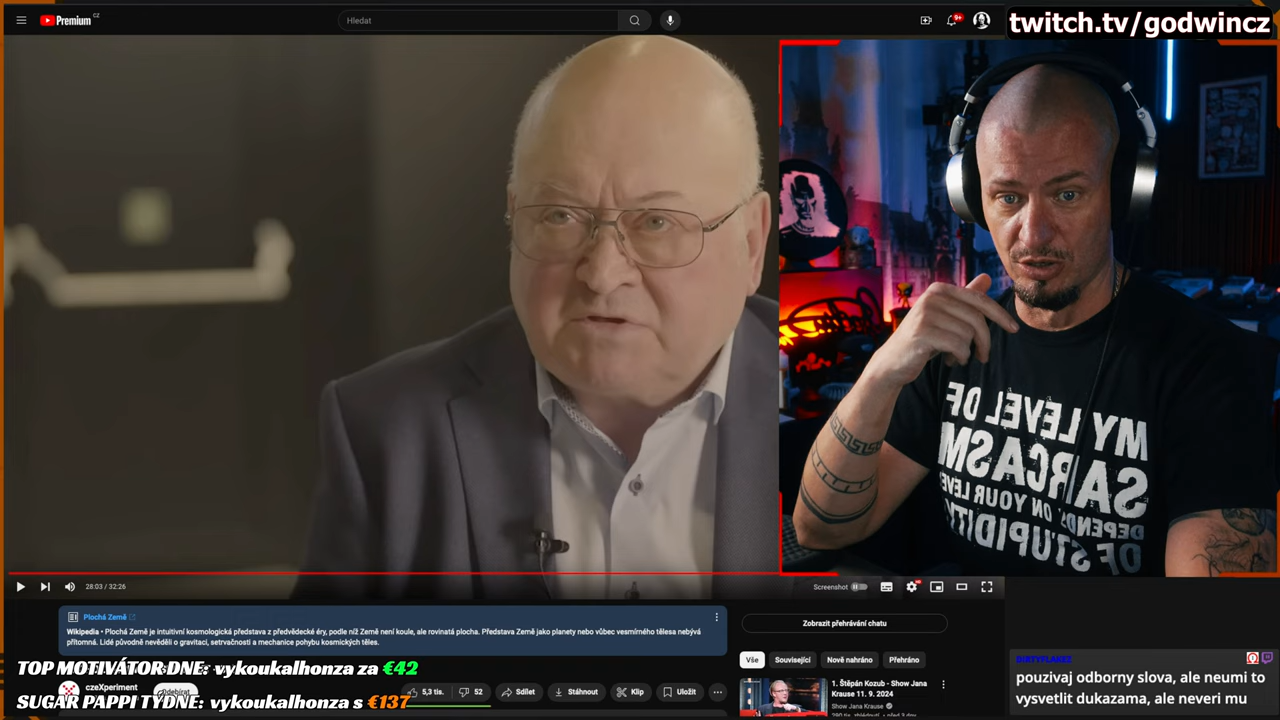 Premium CZ
Hledat
9+
twitch.tv/godwincz
MY LEVEL OF
SARCASM
DEPENDS ON YOUR LEVEL
OF STUPIDITY
28:03 / 32:26
Screenshot
Plochá Země
Wikipedia • Plochá Země je intuitivní kosmologická představa z předvědecké éry, podle níž Země není koule, ale rovinatá plocha. Představa Země jako planety nebo vůbec vesmírného tělesa nebývá
přítomná. Lidé původně nevěděli o gravitaci, setrvačnosti a mechanice pohybu kosmických těles.
Zobrazit přehrávání chatu
Vše
Související
Nově nahráno
Přehráno
TOP MOTIVÁTOR DNE: vykoukalhonza za €42
czeXperiment
Odebírat
5,3 tis.
52
Sdílet
Stáhnout
Klip
Uložit
SUGAR DADDY TÝDNE: vykoukalhonza s €137
1. Štěpán Kozub - Show Jana
Krause 11. 9. 2024
Show Jana Krause
DIRTYFLAKEZ
pouzivaj odborny slova, ale neumi to
vysvetlit dukazama, ale neveri mu